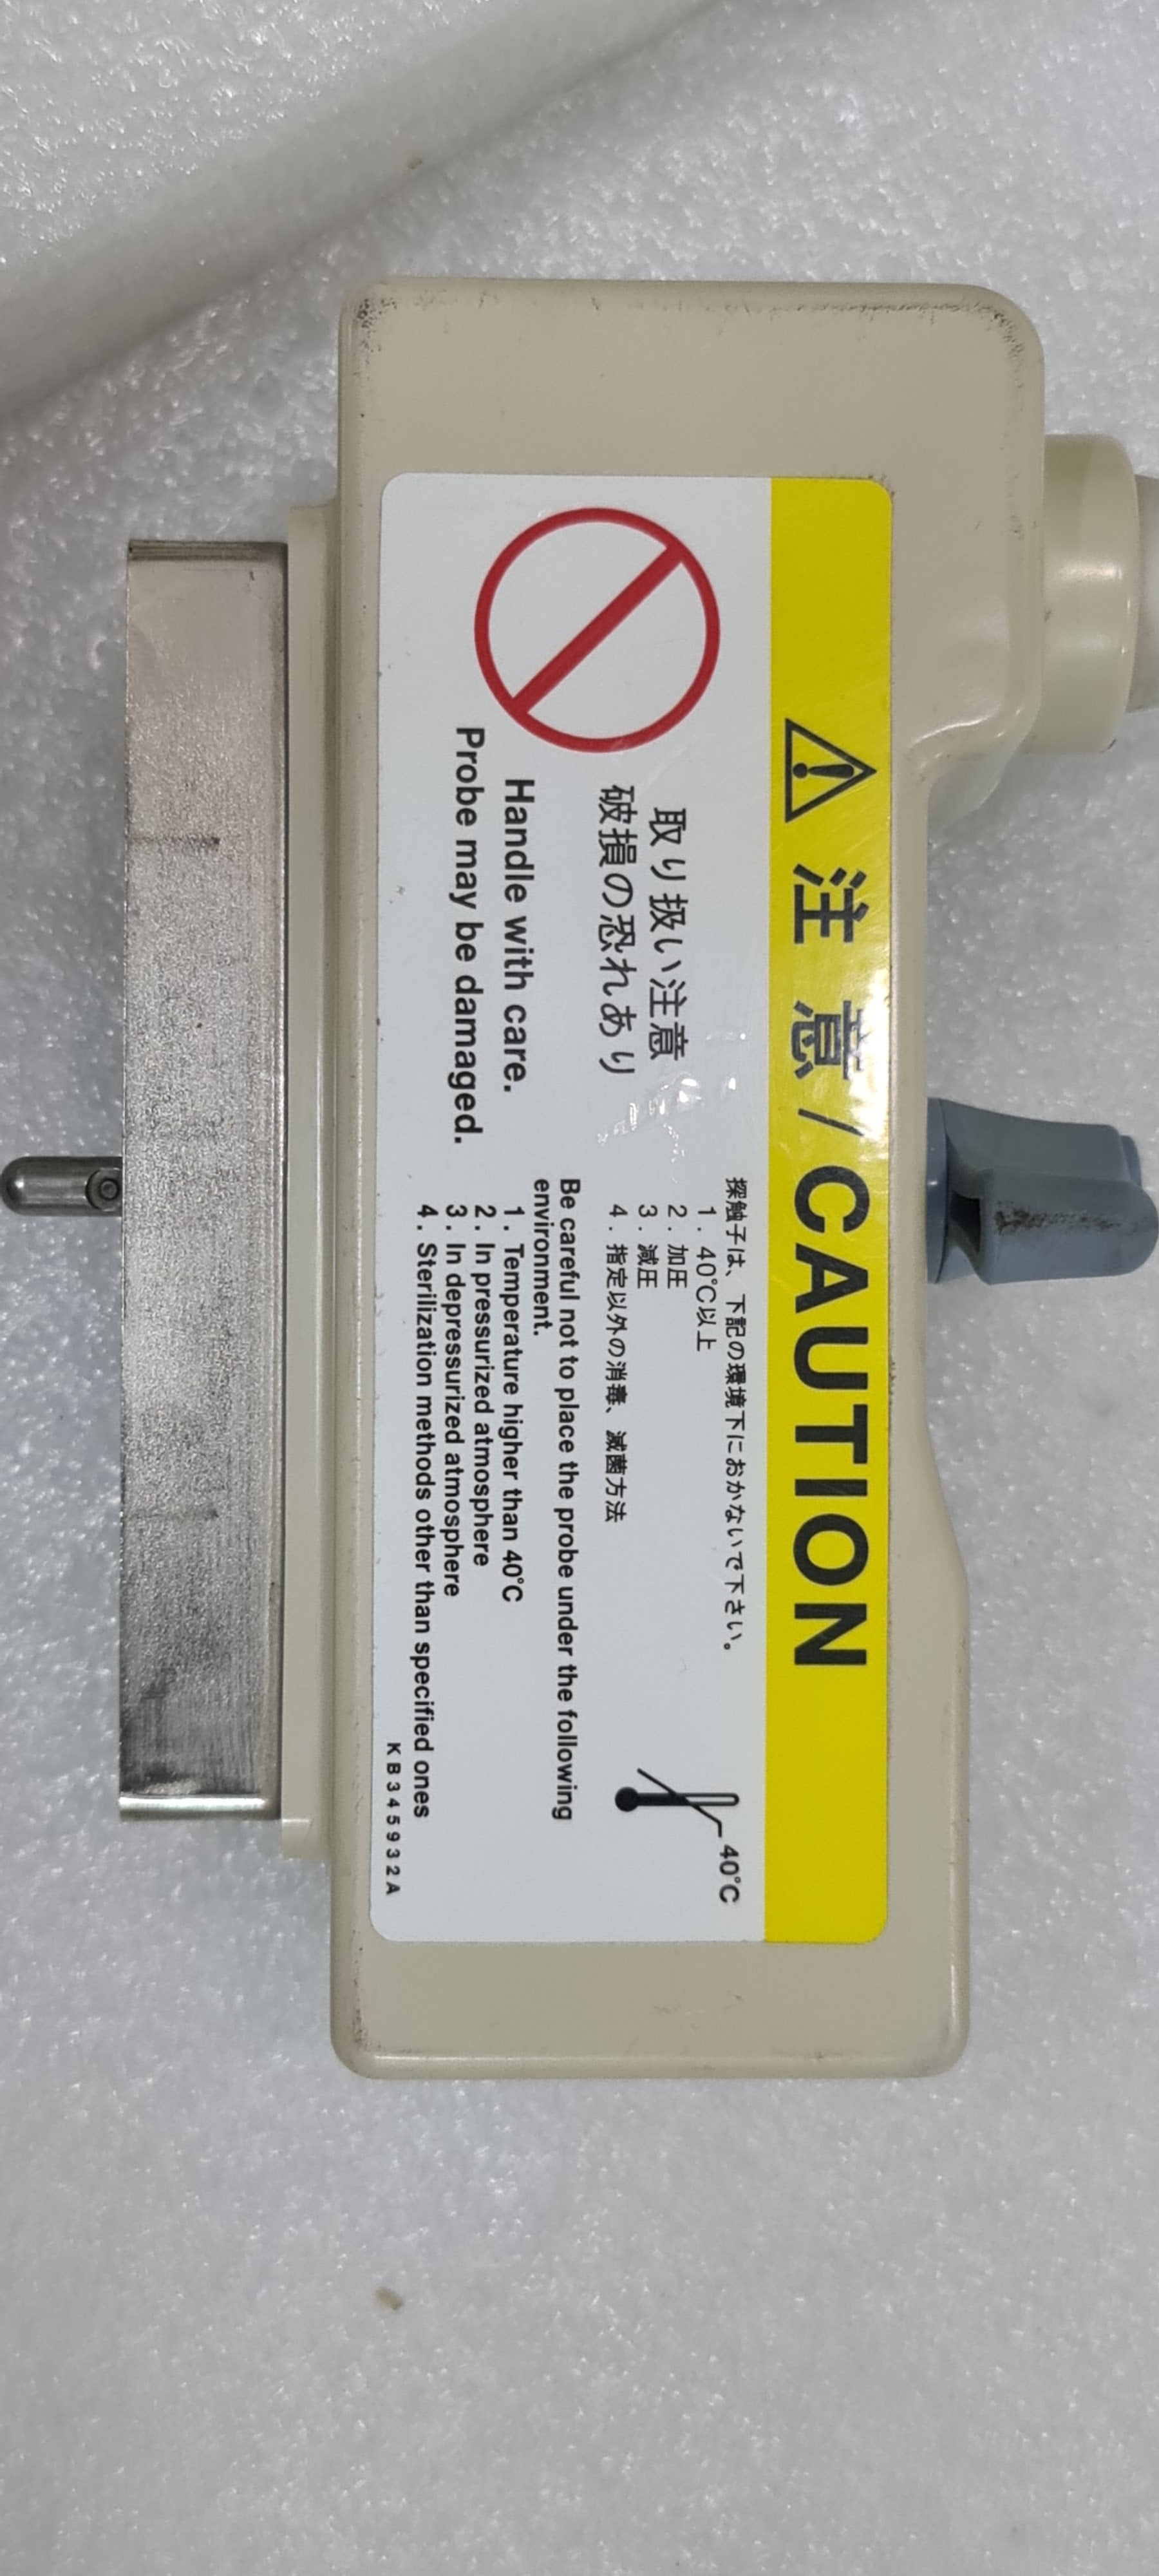 注意/CAUTION
取り扱い注意
破損の恐れあり
Handle with care.
Probe may be damaged.
探触子は、下記の環境下におかないで下さい。
1. 40℃以上
2. 加圧
3. 減圧
4. 指定以外の消毒、滅菌方法
40°C
Be careful not to place the probe under the following
environment.
1. Temperature higher than 40°C
2. In pressurized atmosphere
3. In depressurized atmosphere
4. Sterilization methods other than specified ones
KB345932A